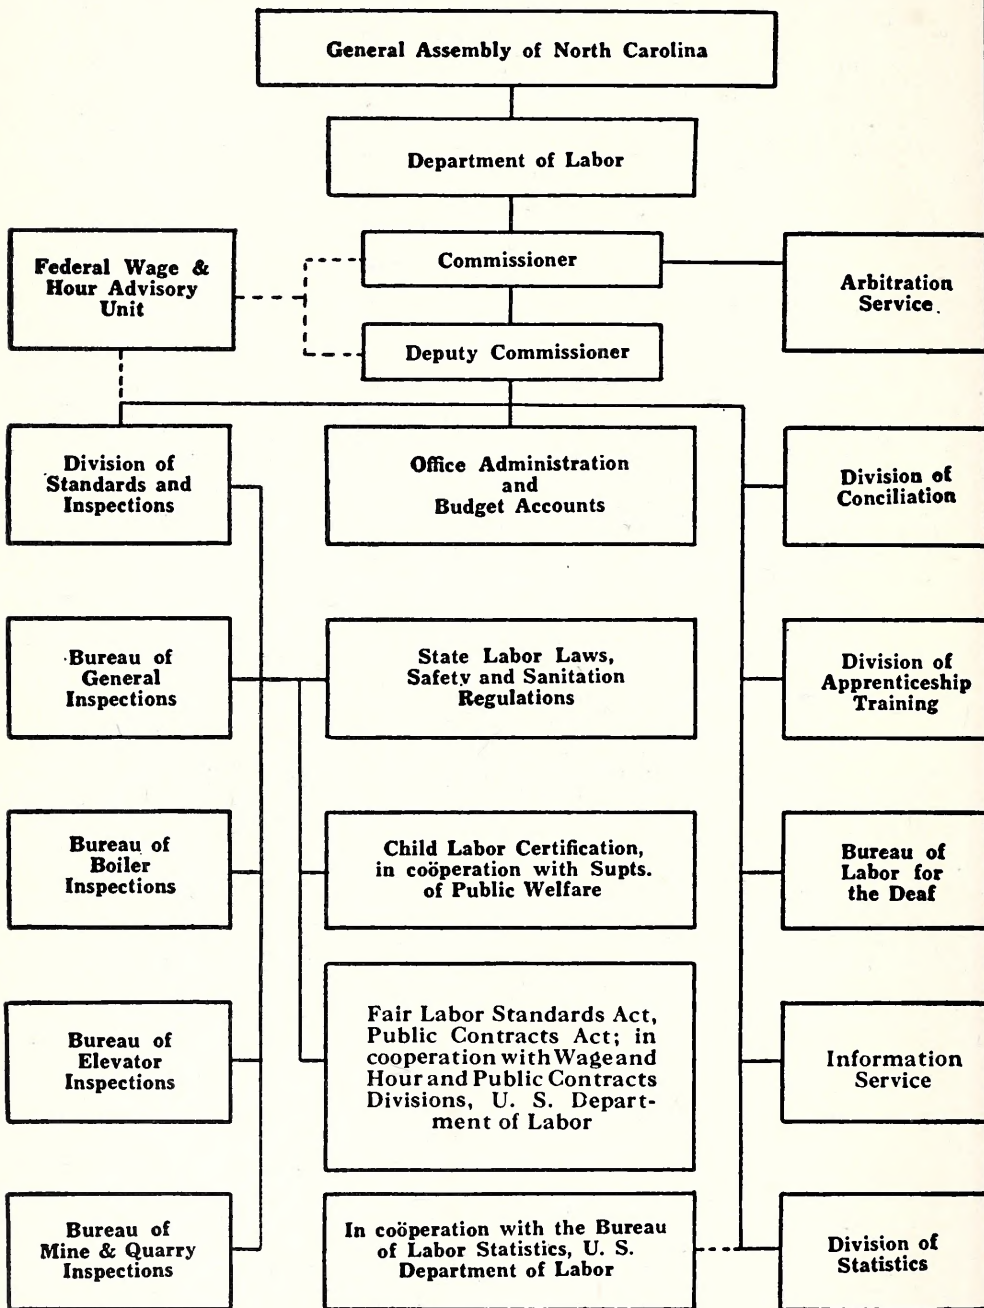 General Assembly of North Carolina
Department of Labor
Federal Wage &
Hour Advisory
Unit
Commissioner
Arbitration
Service
Deputy Commissioner
Division of
Standards and
Inspections
Office Administration
and
Budget Accounts
Division of
Conciliation
Bureau of
General
Inspections
State Labor Laws,
Safety and Sanitation
Regulations
Division of
Apprenticeship
Training
Bureau of
Boiler
Inspections
Child Labor Certification,
in coöperation with Supts.
of Public Welfare
Bureau of
Labor for
the Deaf
Bureau of
Elevator
Inspections
Fair Labor Standards Act,
Public Contracts Act; in
cooperation with Wage and
Hour and Public Contracts
Divisions, U. S. Depart-
ment of Labor
Information
Service
Bureau of
Mine & Quarry
Inspections
In coöperation with the Bureau
of Labor Statistics, U. S.
Department of Labor
Division of
Statistics